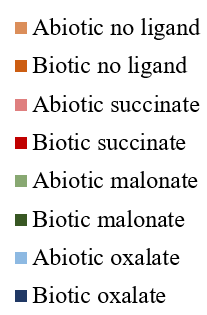 Abiotic no ligand
Biotic no ligand
Abiotic succinate
Biotic succinate
Abiotic malonate
Biotic malonate
Abiotic oxalate
Biotic oxalate